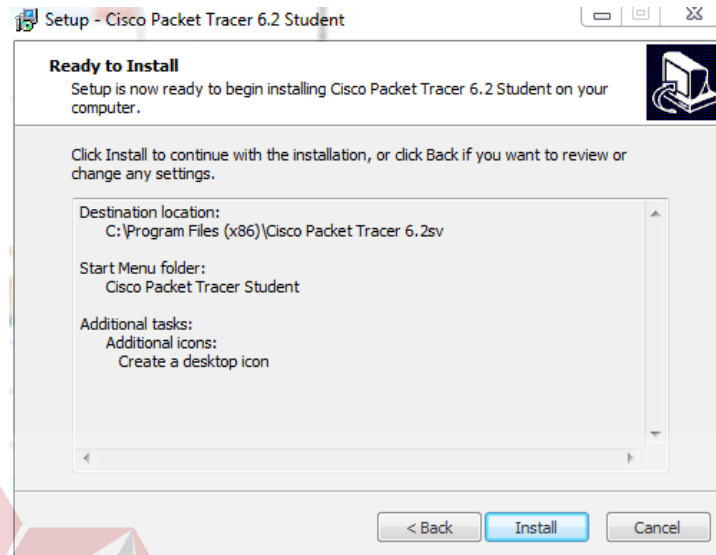 Setup - Cisco Packet Tracer 6.2 Student
Ready to Install
Setup is now ready to begin installing Cisco Packet Tracer 6.2 Student on your
computer.
Click Install to continue with the installation, or click Back if you want to review or
change any settings.
Destination location:
C:\Program Files (x86)\Cisco Packet Tracer 6.2sv
Start Menu folder:
Cisco Packet Tracer Student
Additional tasks:
Additional icons:
Create a desktop icon
< Back Install Cancel